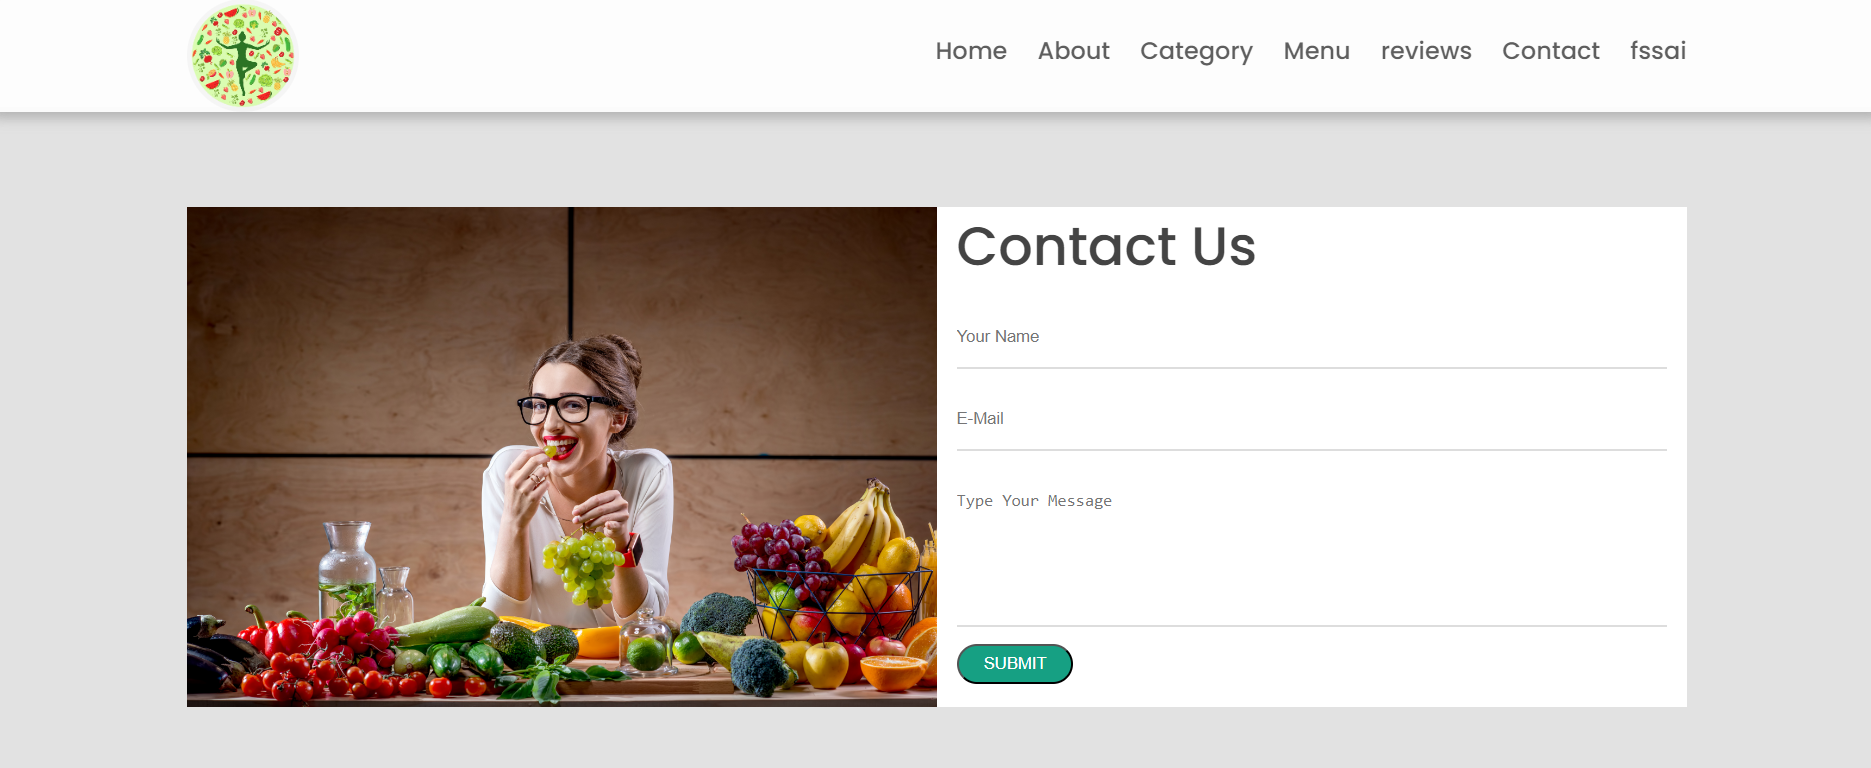 Home About Category Menu reviews Contact fssai
Contact Us
Your Name
E-Mail
Type Your Message
SUBMIT